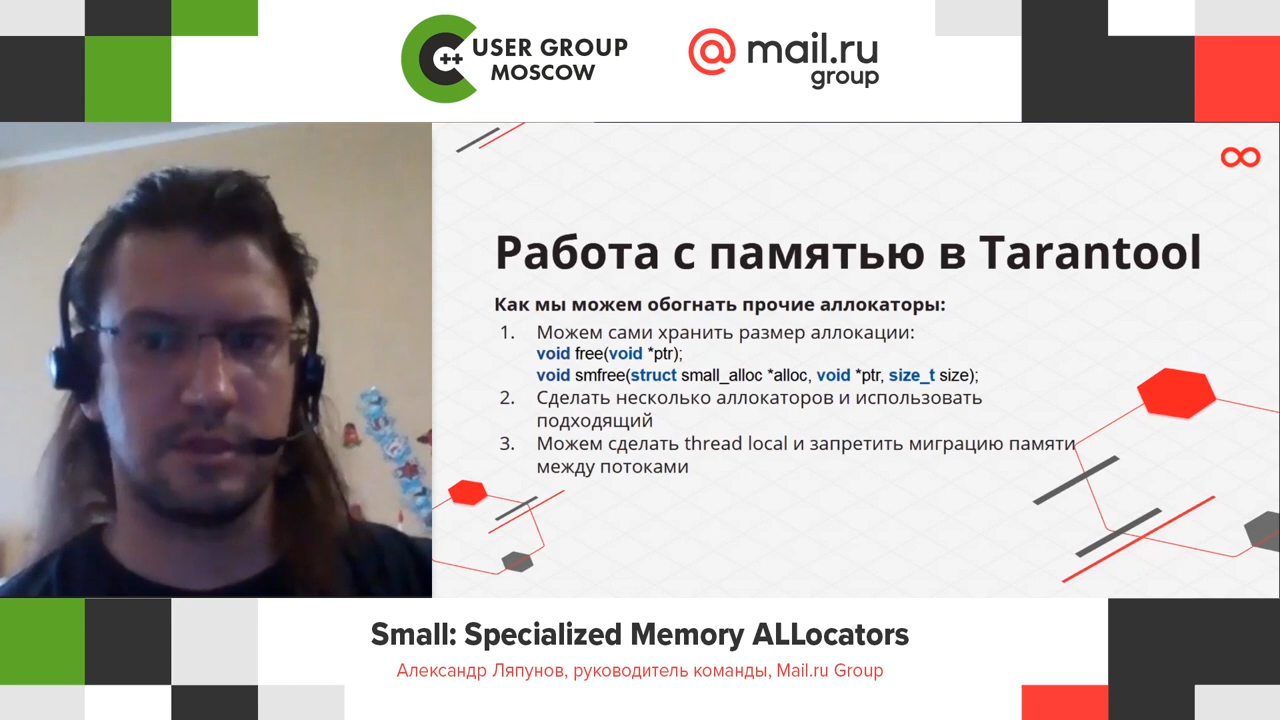 C++ USER GROUP
MOSCOW
@mail.ru
group
Работа с памятью в Tarantool
Как мы можем обогнать прочие аллокаторы:
1. Можем сами хранить размер аллокации:
void free(void *ptr);
void smfree(struct small_alloc *alloc, void *ptr, size_t size);
2. Сделать несколько аллокаторов и использовать
подходящий
3. Можем сделать thread local и запретить миграцию памяти
между потоками
Small: Specialized Memory ALLocators
Александр Ляпунов, руководитель команды, Mail.ru Group